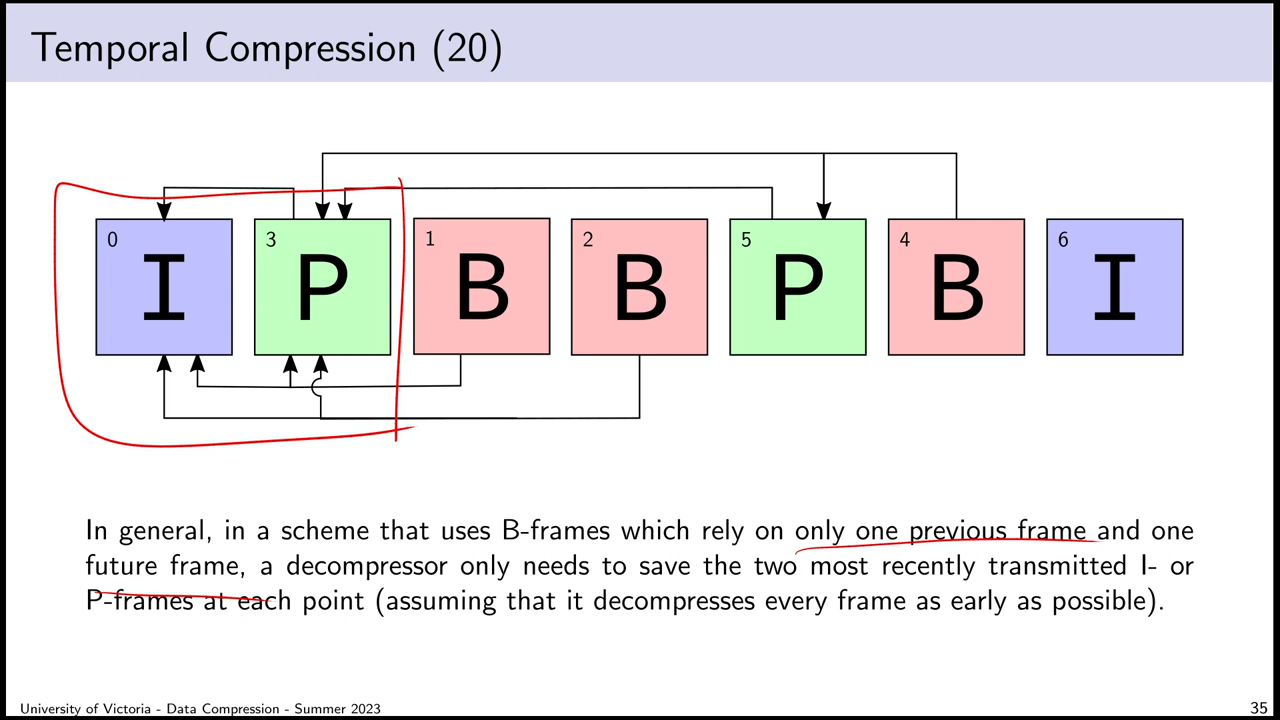 Temporal Compression (20)
0 3 1 2 5 4 6
I P B B P B I
In general, in a scheme that uses B-frames which rely on only one previous frame and one
future frame, a decompressor only needs to save the two most recently transmitted I- or
P-frames at each point (assuming that it decompresses every frame as early as possible).
University of Victoria - Data Compression - Summer 2023
35